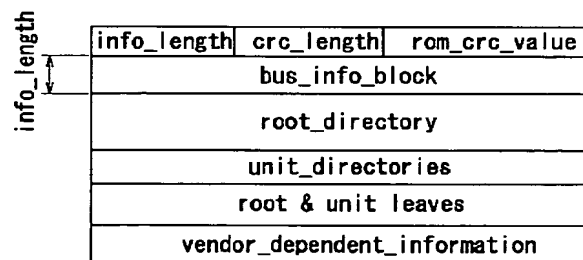 info_length crc_length rom_crc_value
info_length
bus_info_block
root_directory
unit_directories
root & unit leaves
vendor_dependent_information